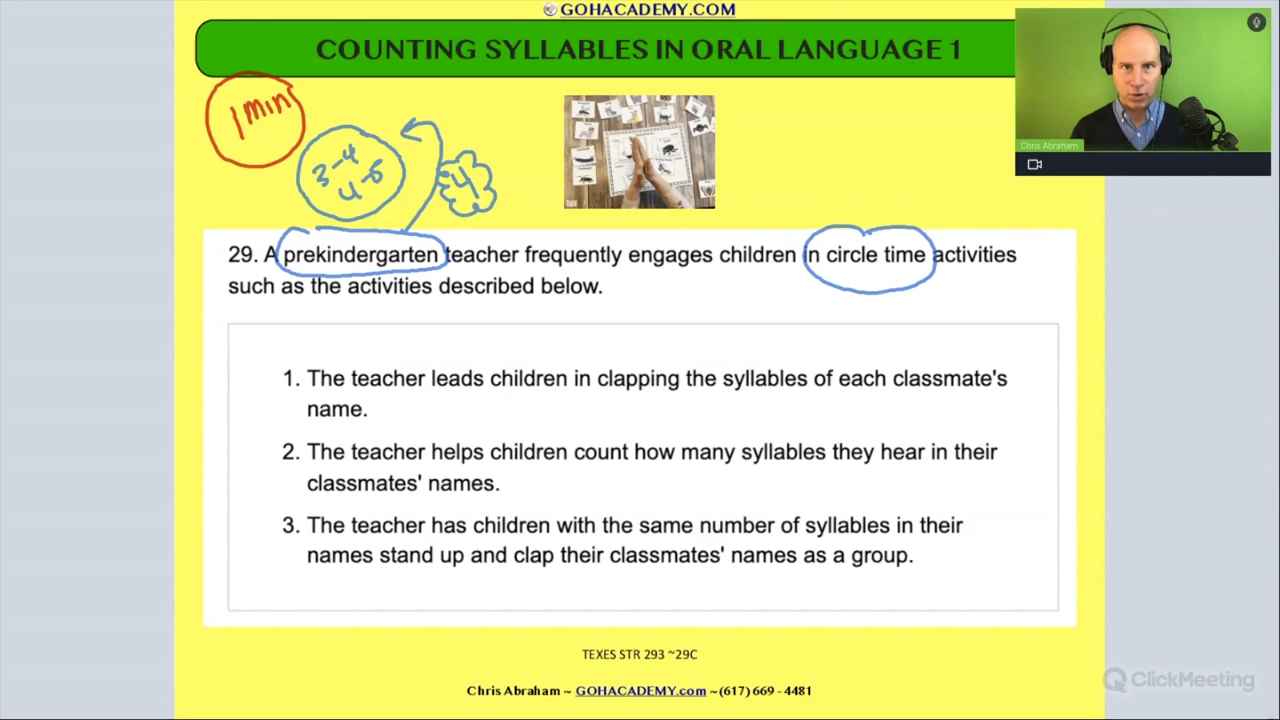 GOHACADEMY.COM
COUNTING SYLLABLES IN ORAL LANGUAGE 1
Chris Abraham
1 min
3-4
4-6
4
29. A prekindergarten teacher frequently engages children in circle time activities
such as the activities described below.
1. The teacher leads children in clapping the syllables of each classmate's
name.
2. The teacher helps children count how many syllables they hear in their
classmates' names.
3. The teacher has children with the same number of syllables in their
names stand up and clap their classmates' names as a group.
TEXES STR 293 ~29C
Chris Abraham ~ GOHACADEMY.com ~(617) 669 - 4481
ClickMeeting